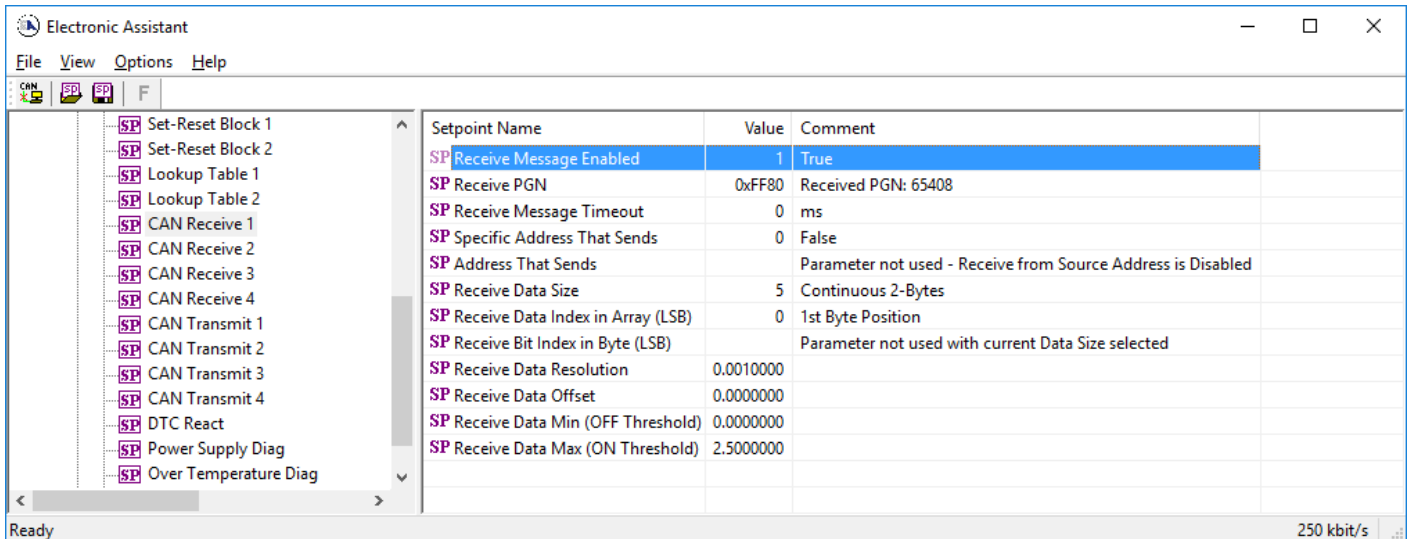 Electronic Assistant
File View Options Help
CAN SP SP F
SP Set-Reset Block 1
SP Set-Reset Block 2
SP Lookup Table 1
SP Lookup Table 2
SP CAN Receive 1
SP CAN Receive 2
SP CAN Receive 3
SP CAN Receive 4
SP CAN Transmit 1
SP CAN Transmit 2
SP CAN Transmit 3
SP CAN Transmit 4
SP DTC React
SP Power Supply Diag
SP Over Temperature Diag
Setpoint Name Value Comment
SP Receive Message Enabled 1 True
SP Receive PGN 0xFF80 Received PGN: 65408
SP Receive Message Timeout 0 ms
SP Specific Address That Sends 0 False
SP Address That Sends Parameter not used - Receive from Source Address is Disabled
SP Receive Data Size 5 Continuous 2-Bytes
SP Receive Data Index in Array (LSB) 0 1st Byte Position
SP Receive Bit Index in Byte (LSB) Parameter not used with current Data Size selected
SP Receive Data Resolution 0.0010000
SP Receive Data Offset 0.0000000
SP Receive Data Min (OFF Threshold) 0.0000000
SP Receive Data Max (ON Threshold) 2.5000000
Ready 250 kbit/s